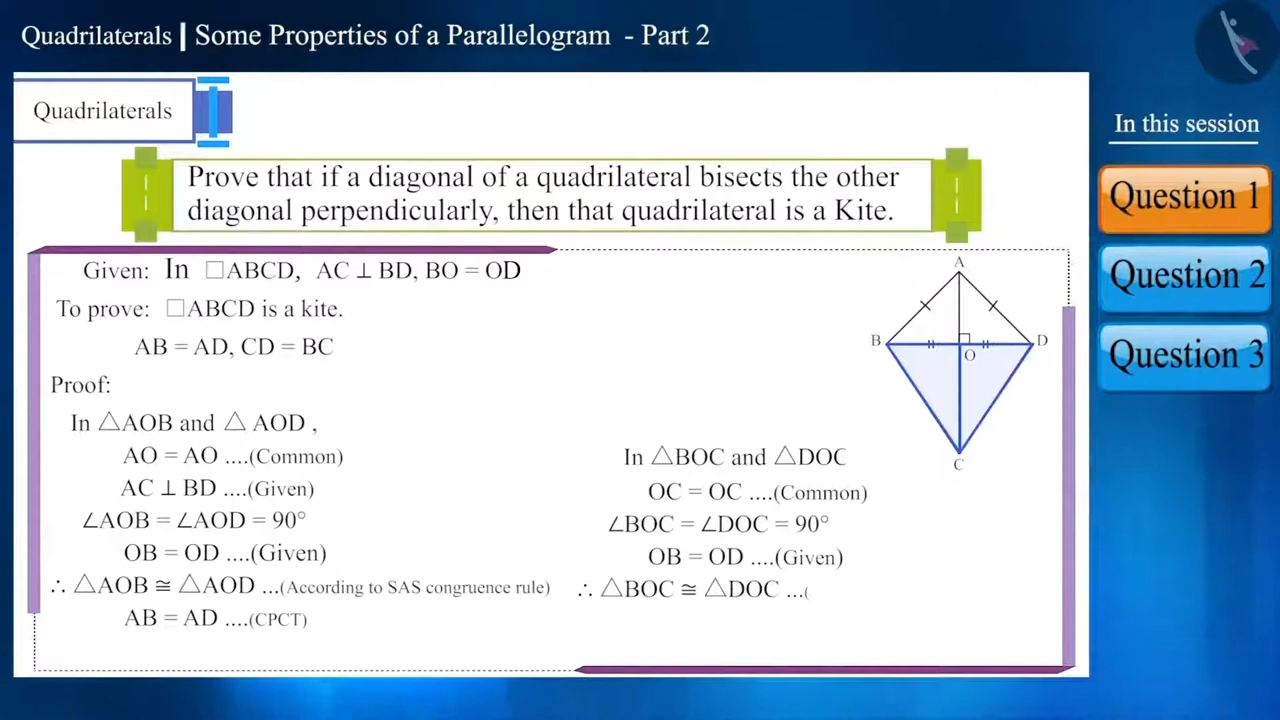 Quadrilaterals | Some Properties of a Parallelogram - Part 2
In this session
Question 1
Question 2
Question 3
Quadrilaterals
Prove that if a diagonal of a quadrilateral bisects the other
diagonal perpendicularly, then that quadrilateral is a Kite.
Given: In □ABCD, AC ⊥ BD, BO = OD
To prove: □ABCD is a kite.
AB = AD, CD = BC
Proof:
In △AOB and △ AOD ,
AO = AO ....(Common)
AC ⊥ BD ....(Given)
∠AOB = ∠AOD = 90°
OB = OD ....(Given)
∴ △AOB ≅ △AOD ...(According to SAS congruence rule)
AB = AD ....(CPCT)
In △BOC and △DOC
OC = OC ....(Common)
∠BOC = ∠DOC = 90°
OB = OD ....(Given)
∴ △BOC ≅ △DOC ...(
A
B
D
O
C